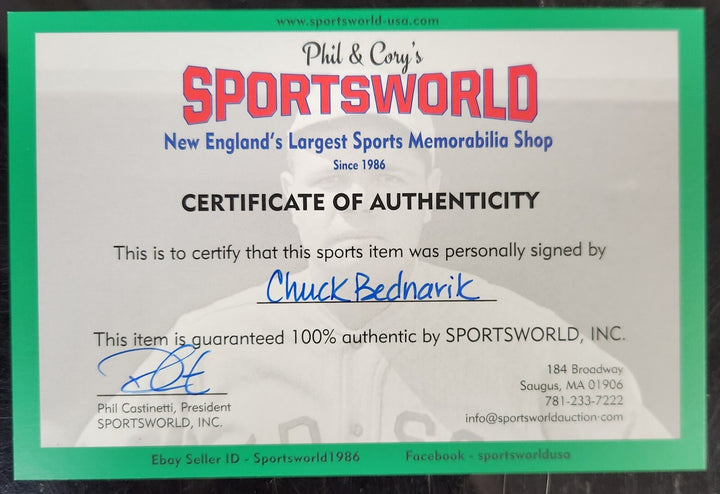 www.sportsworld-usa.com
Phil & Cory's
SPORTSWORLD
New England's Largest Sports Memorabilia Shop
Since 1986
CERTIFICATE OF AUTHENTICITY
This is to certify that this sports item was personally signed by
Chuck Bednarik
This item is guaranteed 100% authentic by SPORTSWORLD, INC.
Phil Castinetti, President
SPORTSWORLD, INC.
184 Broadway
Saugus, MA 01906
781-233-7222
info@sportsworldauction.com
Ebay Seller ID - Sportsworld1986
Facebook - sportsworldusa